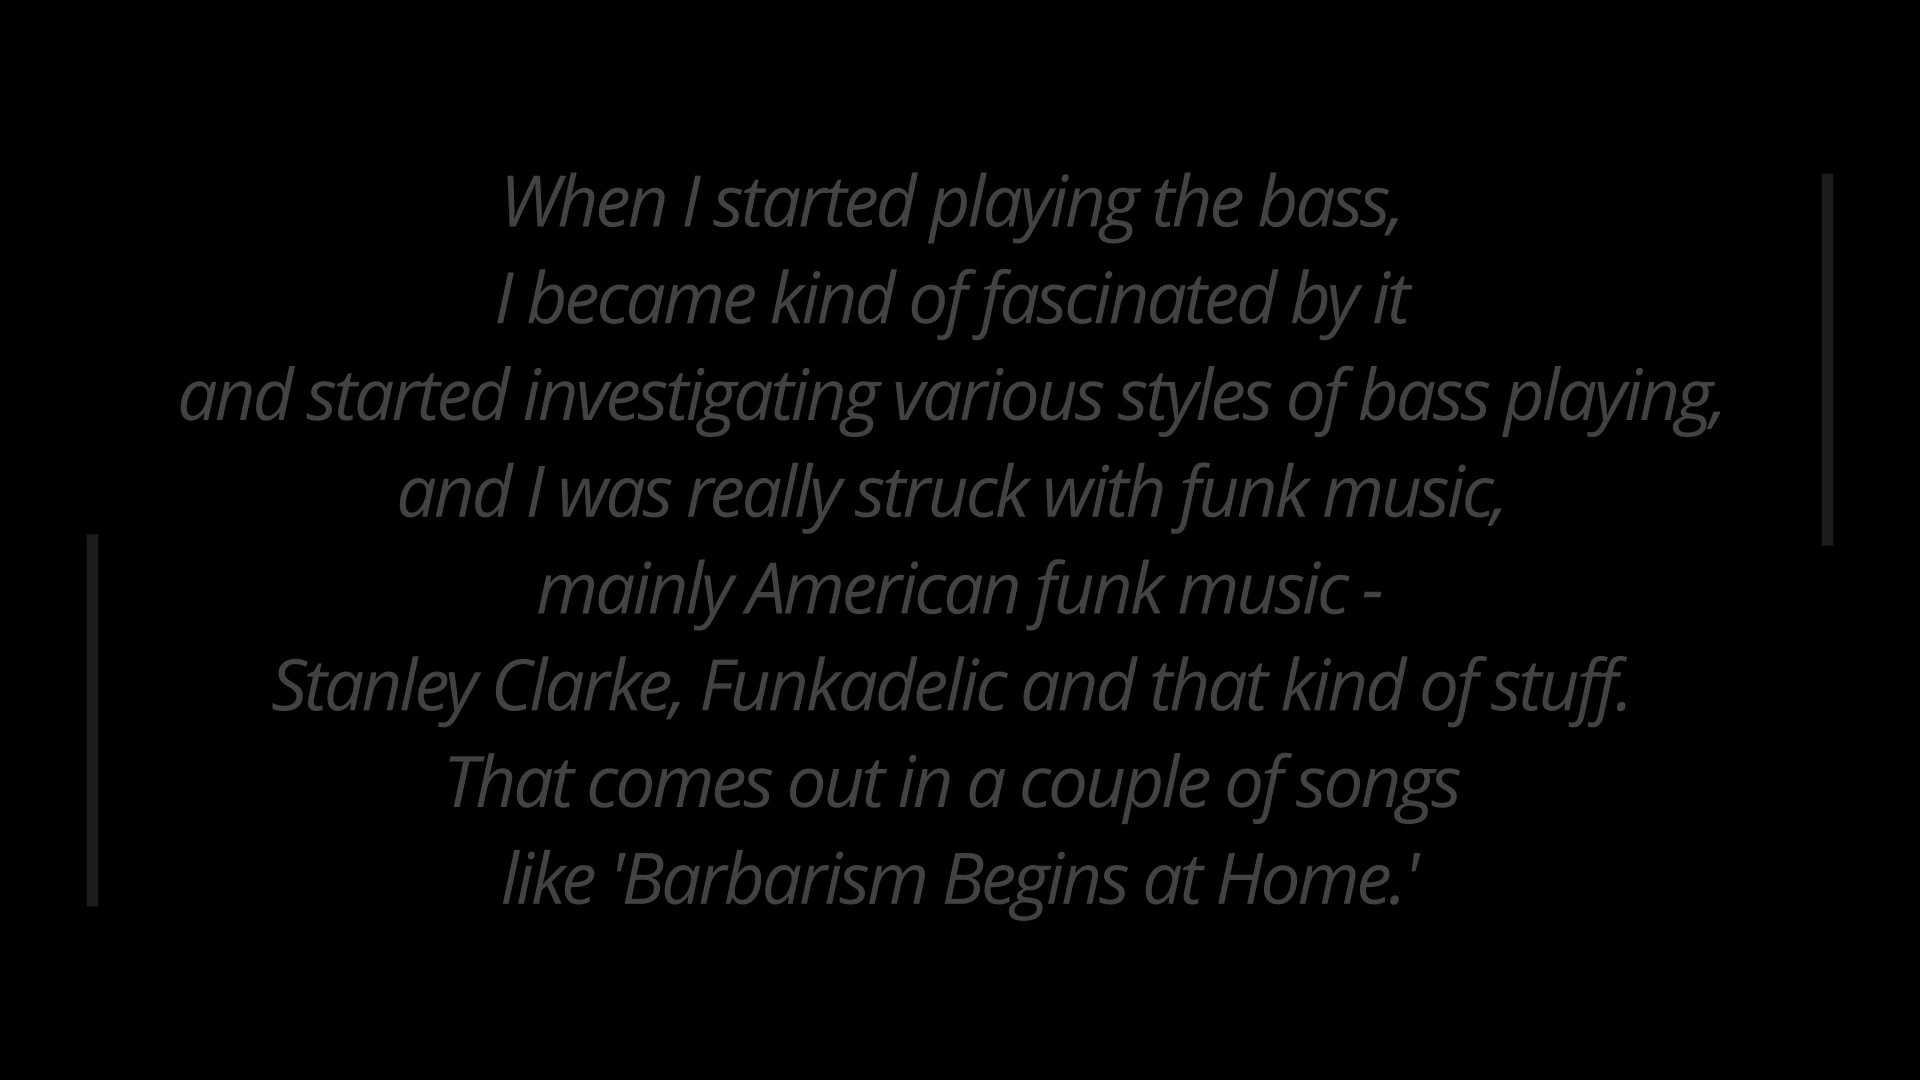 When I started playing the bass,
I became kind of fascinated by it
and started investigating various styles of bass playing,
and I was really struck with funk music,
mainly American funk music -
Stanley Clarke, Funkadelic and that kind of stuff.
That comes out in a couple of songs
like 'Barbarism Begins at Home.'